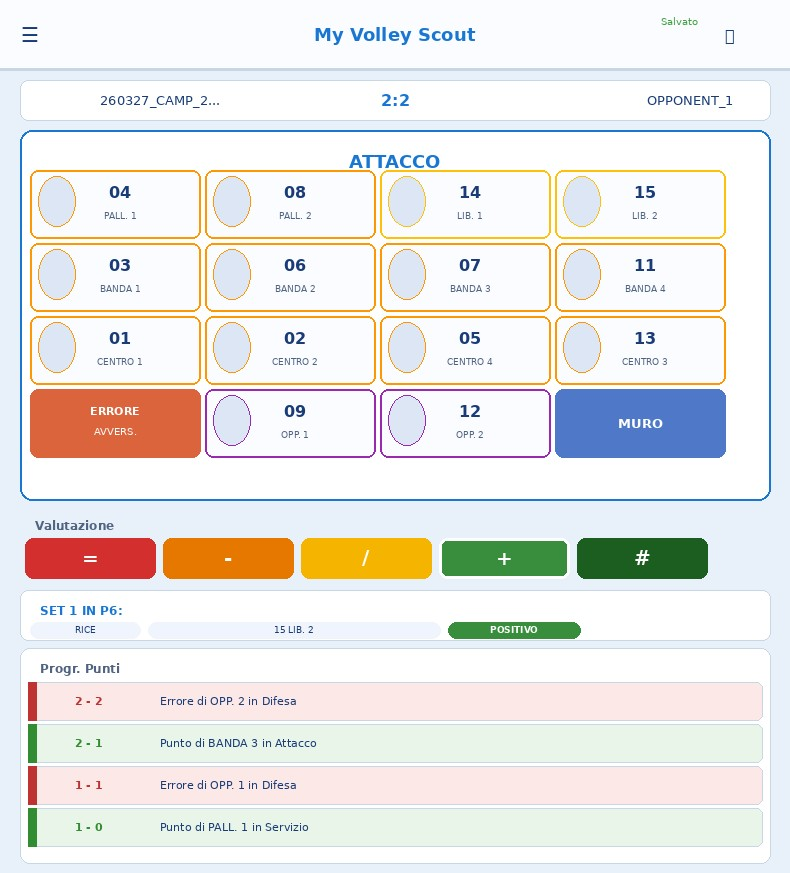 ☰ My Volley Scout Salvato
260327_CAMP_2... 2:2 OPPONENT_1
ATTACCO
04 08 14 15
PALL. 1 PALL. 2 LIB. 1 LIB. 2
03 06 07 11
BANDA 1 BANDA 2 BANDA 3 BANDA 4
01 02 05 13
CENTRO 1 CENTRO 2 CENTRO 4 CENTRO 3
ERRORE 09 12 MURO
AVVERS. OPP. 1 OPP. 2
Valutazione
= - / + #
SET 1 IN P6:
RICE 15 LIB. 2 POSITIVO
Progr. Punti
2 - 2 Errore di OPP. 2 in Difesa
2 - 1 Punto di BANDA 3 in Attacco
1 - 1 Errore di OPP. 1 in Difesa
1 - 0 Punto di PALL. 1 in Servizio